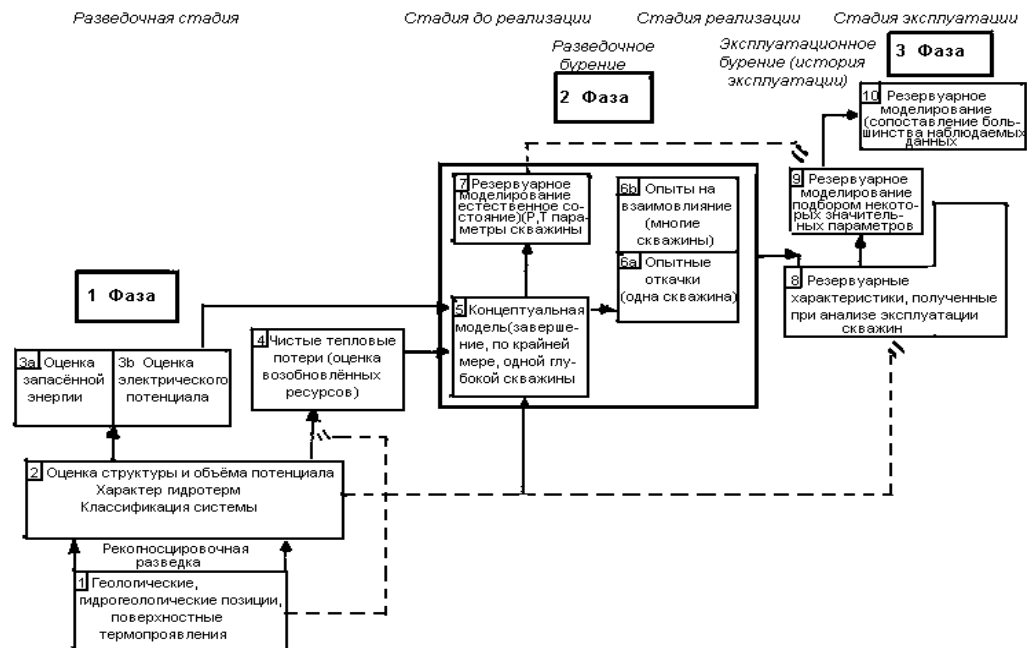 Разведочная стадия
Стадия до реализации
Стадия реализации
Стадия эксплуатации
Разведочное
бурение
Эксплуатационное
бурение (история
эксплуатации)
3 Фаза
2 Фаза
10 Резервуарное
моделирование
(сопоставление боль-
шинства наблюдаемых
данных
7 Резервуарное
моделирование
естественное со-
стояние)(P,T пара-
метры скважины
6b Опыты на
взаимовлияние
(многие
скважины)
9 Резервуарное
моделирование
подбором некото-
рых значитель-
ных параметров
6a Опытные
откачки
(одна скважина)
8 Резервуарные
характеристики, полученные
при анализе эксплуатации
скважин
1 Фаза
5 Концептуальная
модель(заверше-
ние, по крайней
мере, одной глу-
бокой скважины
4 Чистые тепловые
потери (оценка
возобновлённых
ресурсов)
3a Оценка
запасённой
энергии
3b Оценка
электрического
потенциала
2 Оценка структуры и объёма потенциала
Характер гидротерм
Классификация системы
Рекогносцировочная
разведка
1 Геологические,
гидрогеологические позиции,
поверхностные
термопроявления